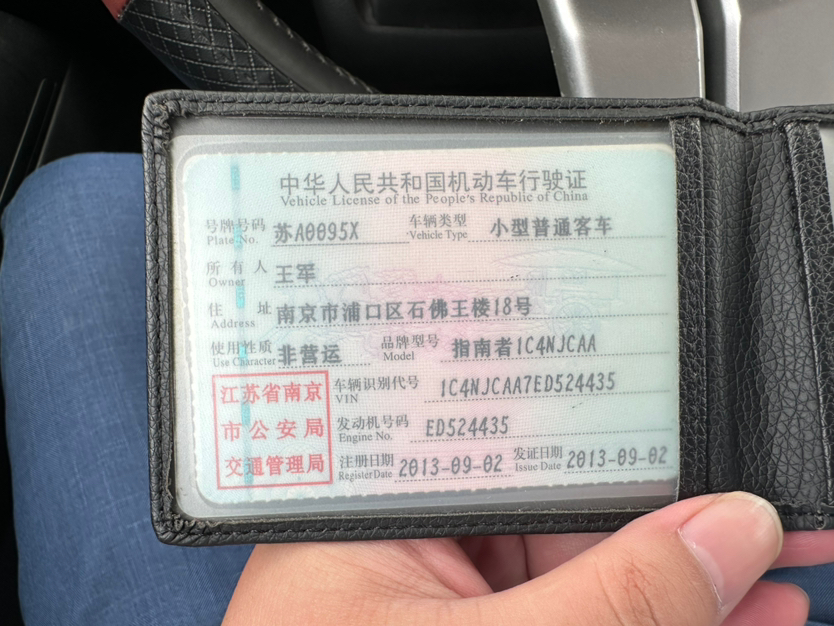 中华人民共和国机动车行驶证
Vehicle License of the People's Republic of China
号牌号码 苏A0095X 车辆类型 小型普通客车
Plate No. Vehicle Type
所有人 王军
Owner
住址 南京市浦口区石佛王楼18号
Address
使用性质 非营运 品牌型号 指南者1C4NJCAA
Use Character Model
江苏省南京
市公安局
交通管理局
车辆识别代号 1C4NJCAA7ED524435
VIN
发动机号码 ED524435
Engine No.
注册日期 2013-09-02 发证日期 2013-09-02
Register Date Issue Date